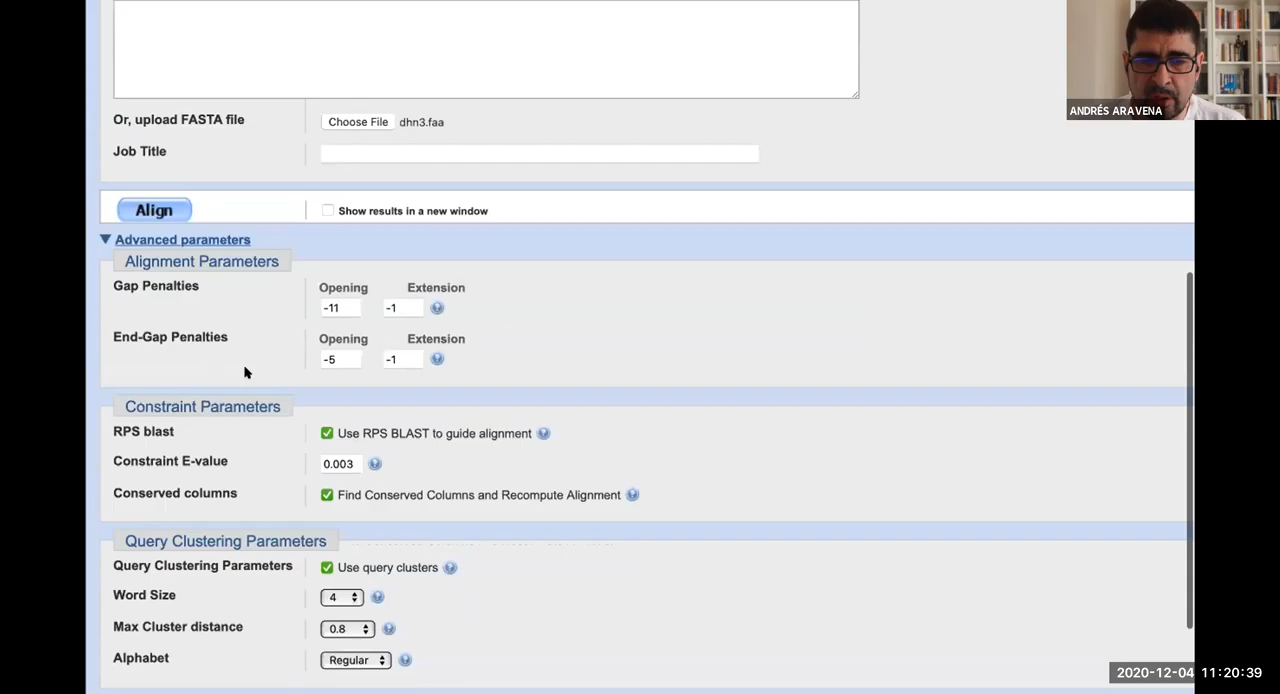 ANDRÉS ARAVENA
Or, upload FASTA file Choose File dhn3.faa
Job Title
Align Show results in a new window
Advanced parameters
Alignment Parameters
Gap Penalties Opening Extension
-11 -1
End-Gap Penalties Opening Extension
-5 -1
Constraint Parameters
RPS blast Use RPS BLAST to guide alignment
Constraint E-value 0.003
Conserved columns Find Conserved Columns and Recompute Alignment
Query Clustering Parameters
Query Clustering Parameters Use query clusters
Word Size 4
Max Cluster distance 0.8
Alphabet Regular
2020-12-04 11:20:39